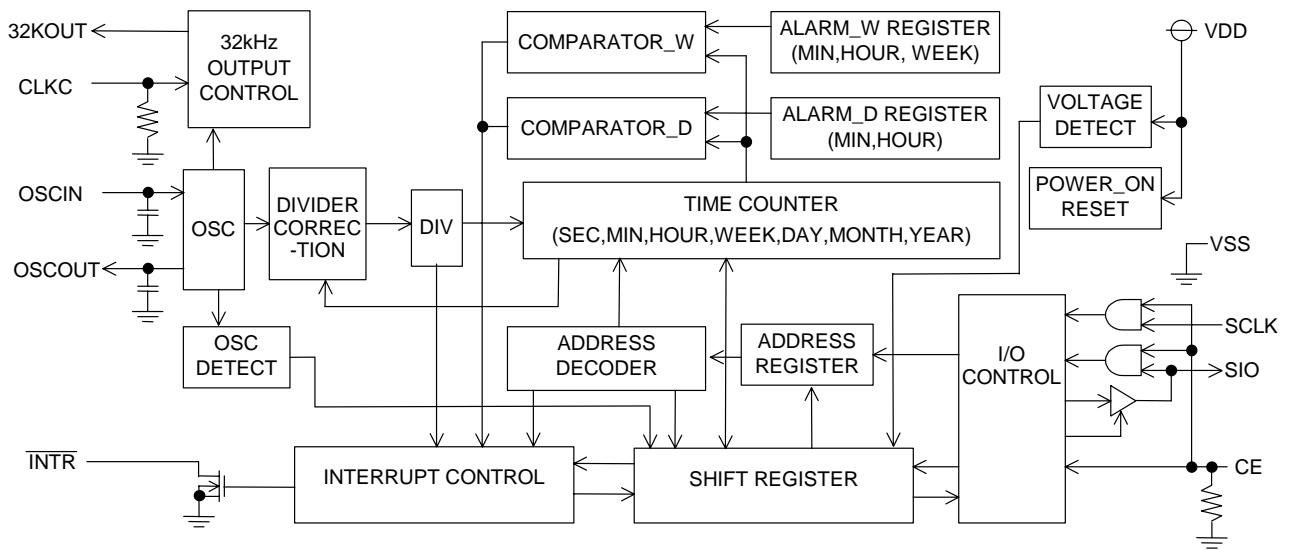 32KOUT
CLKC
32kHz
OUTPUT
CONTROL
COMPARATOR_W
ALARM_W REGISTER
(MIN,HOUR, WEEK)
VDD
COMPARATOR_D
ALARM_D REGISTER
(MIN,HOUR)
VOLTAGE
DETECT
POWER_ON
RESET
OSCIN
OSCOUT
OSC
DIVIDER
CORREC
-TION
DIV
TIME COUNTER
(SEC,MIN,HOUR,WEEK,DAY,MONTH,YEAR)
VSS
OSC
DETECT
ADDRESS
DECODER
ADDRESS
REGISTER
I/O
CONTROL
SCLK
SIO
INTR
INTERRUPT CONTROL
SHIFT REGISTER
CE